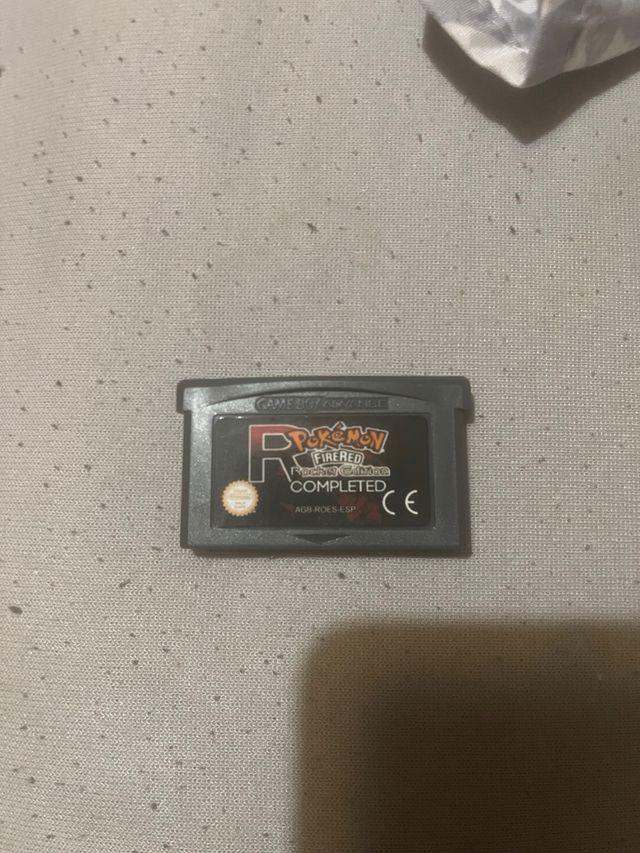 GAME BOY ADVANCE
R POKéMON
FIRERED
Rocket Edition
COMPLETED
AGB-ROES-ESP
CE